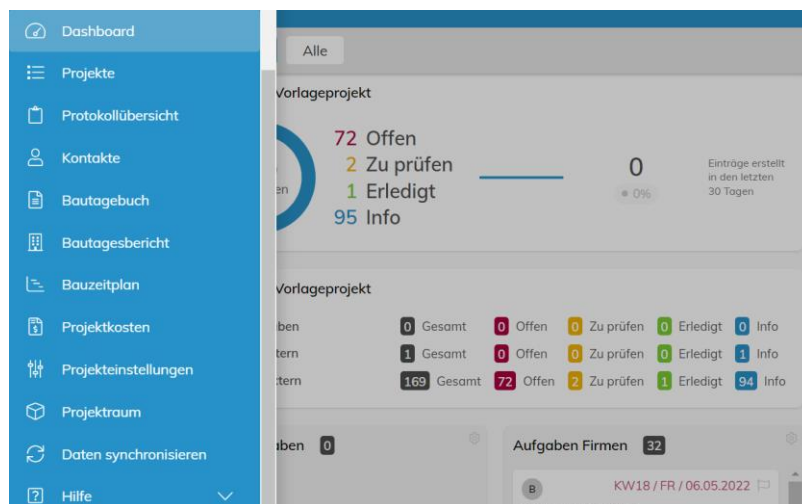 Dashboard
Projekte
Protokollübersicht
Kontakte
Bautagebuch
Bautagesbericht
Bauzeitplan
Projektkosten
Projekteinstellungen
Projektraum
Daten synchronisieren
Hilfe
Alle
Vorlageprojekt
72 Offen
2 Zu prüfen
1 Erledigt
95 Info
0
0%
Einträge erstellt
in den letzten
30 Tagen
Vorlageprojekt
0 Gesamt 0 Offen 0 Zu prüfen 0 Erledigt 0 Info
1 Gesamt 0 Offen 0 Zu prüfen 0 Erledigt 1 Info
169 Gesamt 72 Offen 2 Zu prüfen 1 Erledigt 94 Info
0
Aufgaben Firmen 32
B KW18 / FR / 06.05.2022